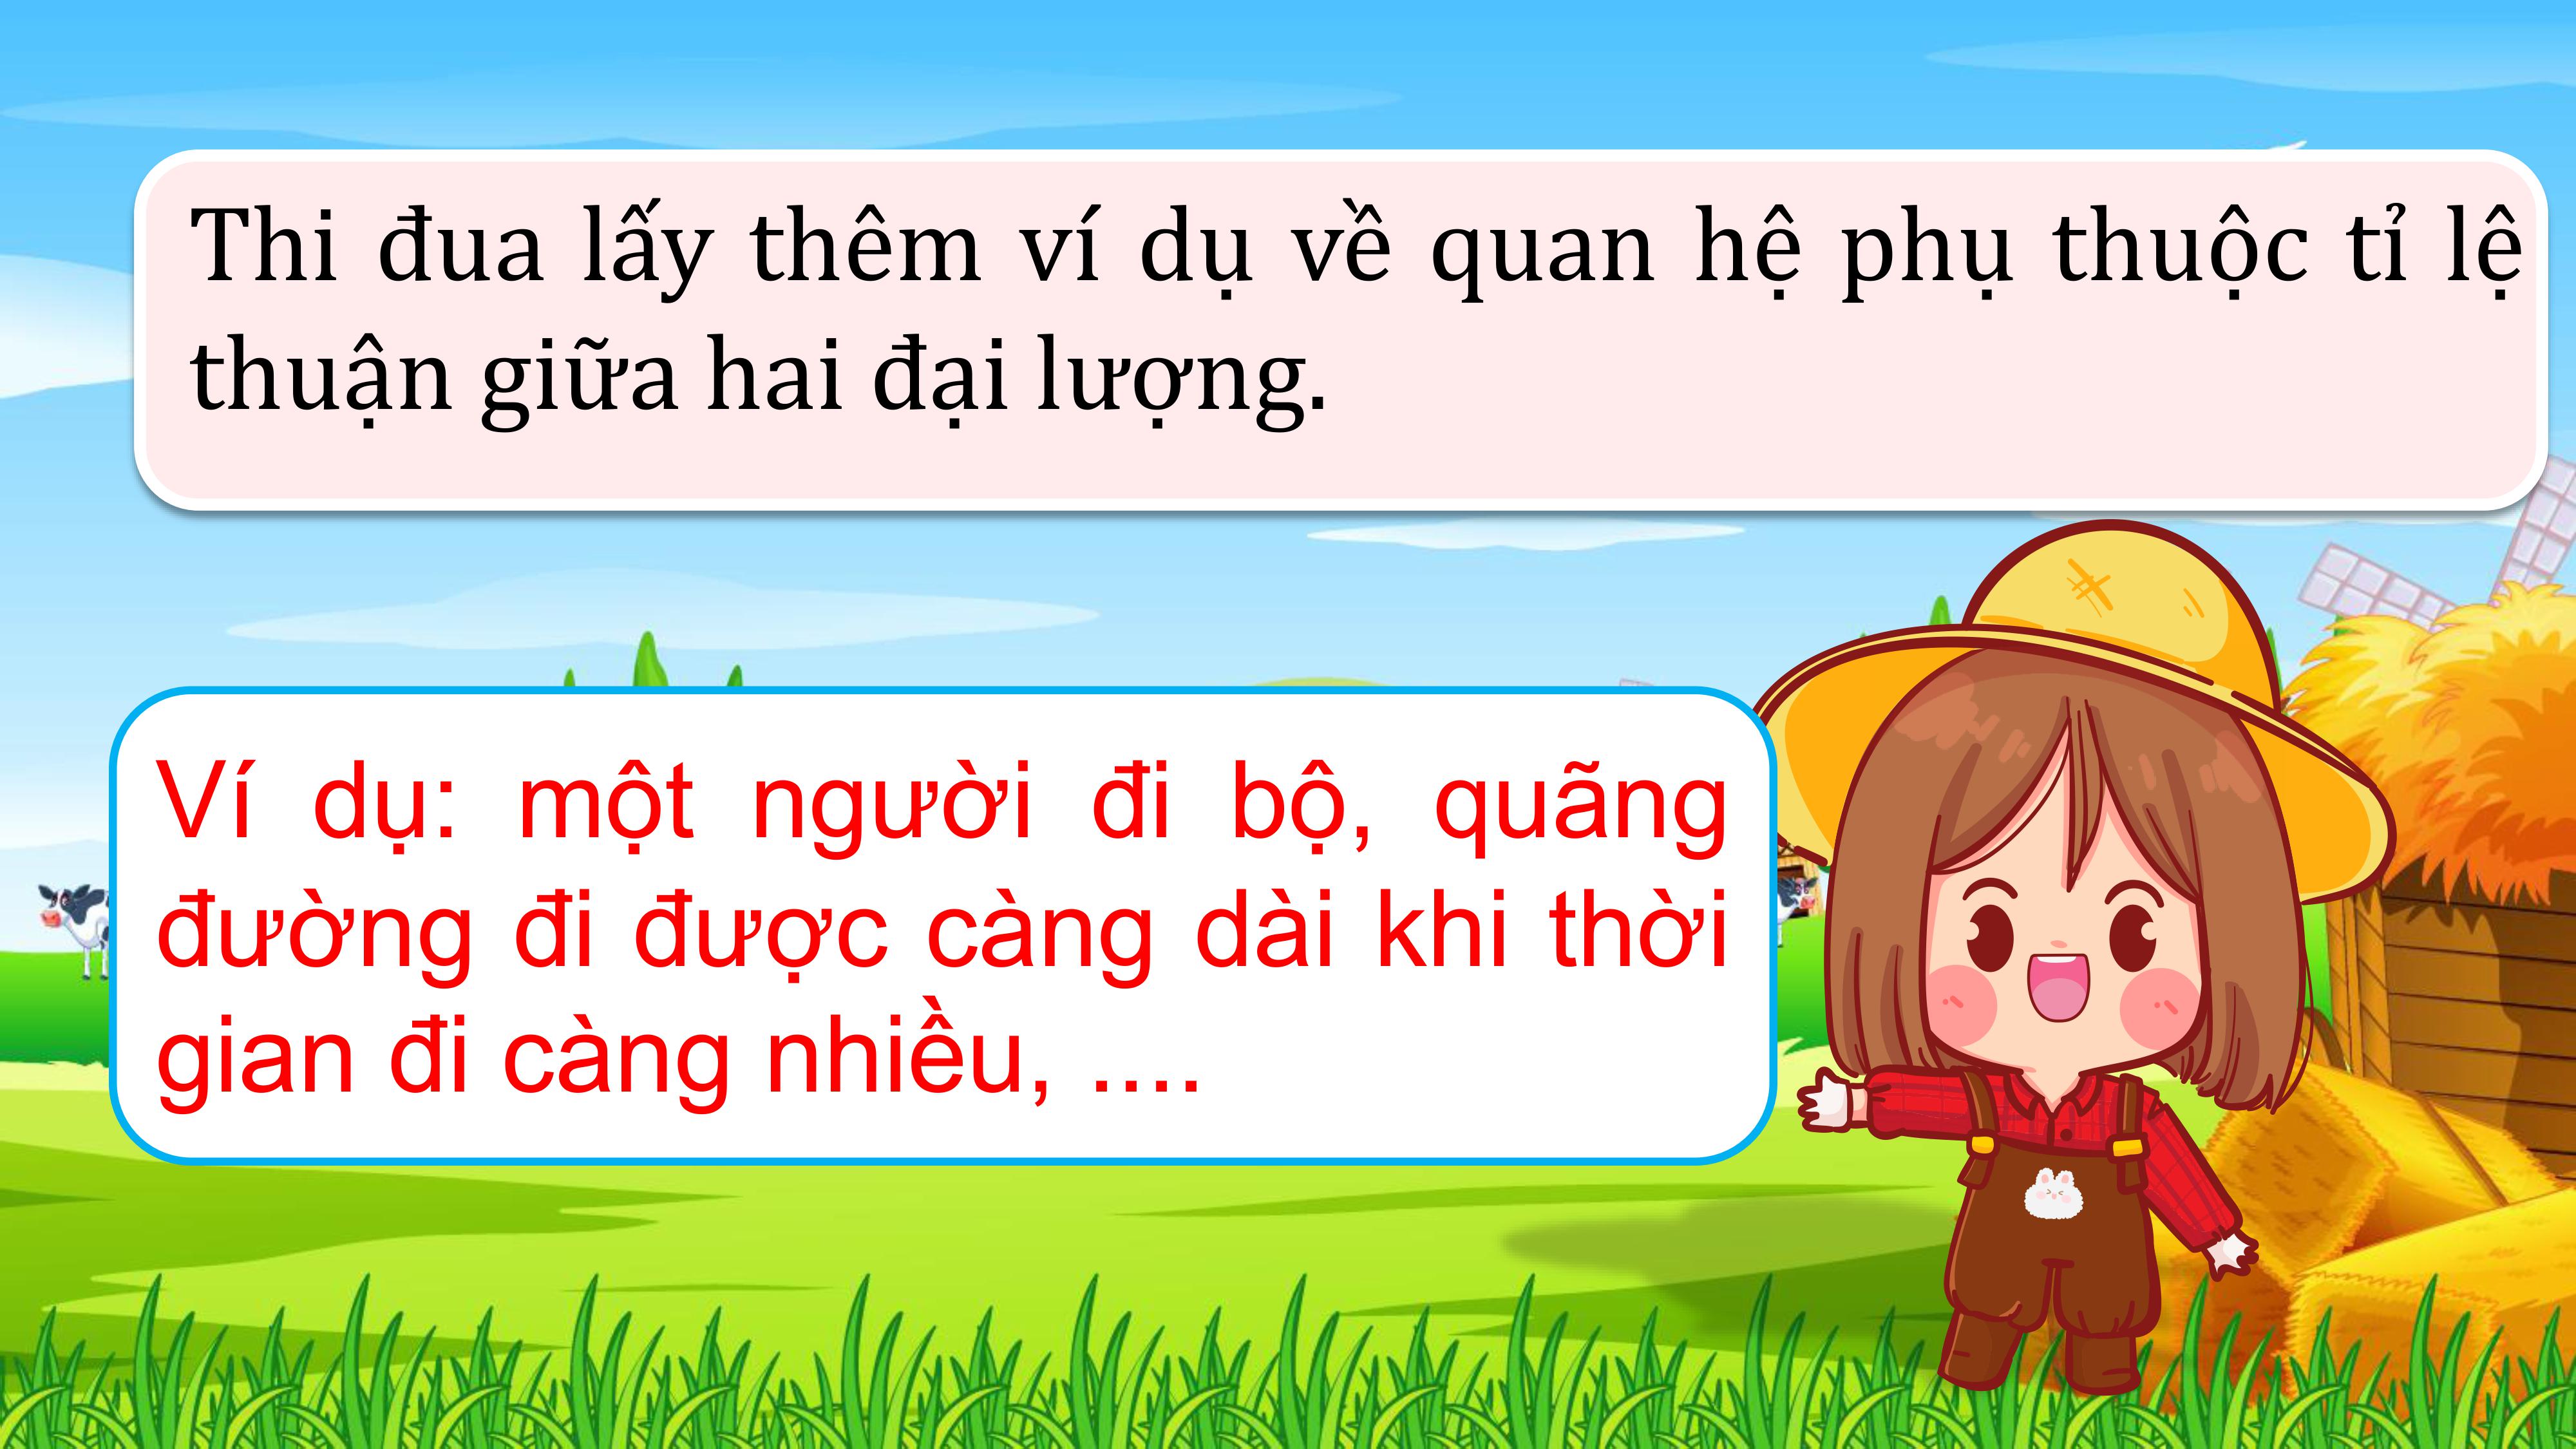 Thi đua lấy thêm ví dụ về quan hệ phụ thuộc tỉ lệ
thuận giữa hai đại lượng.
Ví dụ: một người đi bộ, quãng
đường đi được càng dài khi thời
gian đi càng nhiều, ....